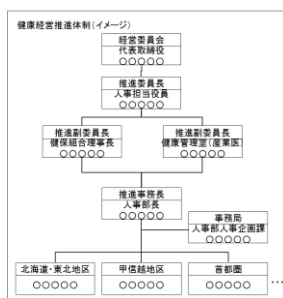 健康経営推進体制(イメージ)
経営委員会
代表取締役
○○○○○
推進委員長
人事担当役員
○○○○○
推進副委員長
健保組合理事長
○○○○○
推進副委員長
健康管理室(産業医)
○○○○○
推進事務長
人事部長
○○○○○
事務局
人事部人事企画課
○○○○○
北海道・東北地区
○○○○○
甲信越地区
○○○○○
首都圏
○○○○○
…